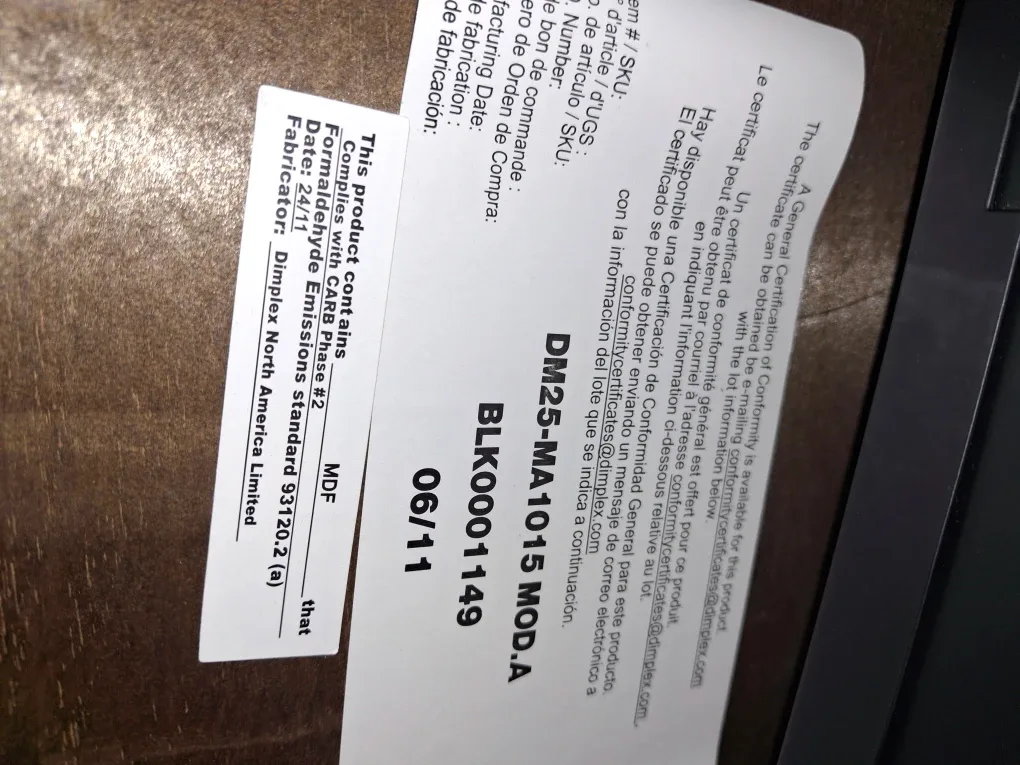 A General Certification of Conformity is available for this product.
The certificate can be obtained be e-mailing conformitycertificates@dimplex.com
with the lot information below.
Un certificat de conformité général est offert pour ce produit.
Le certificat peut être obtenu par courriel à l'adresse conformitycertificates@dimplex.com
en indiquant l'information ci-dessous relative au lot.
Hay disponible una Certificación de Conformidad General para este producto.
El certificado se puede obtener enviando un mensaje de correo electrónico a
conformitycertificates@dimplex.com
con la información del lote que se indica a continuación.
em # / SKU:
d'article / d'UGS :
. de artículo / SKU:
DM25-MA1015 MOD.A
. Number:
e bon de commande :
ero de Orden de Compra:
BLK0001149
facturing Date:
e fabrication :
de fabricación:
06/11
This product contains MDF that
Complies with CARB Phase #2
Formaldehyde Emissions standard 93120.2 (a)
Date: 24/11
Fabricator: Dimplex North America Limited